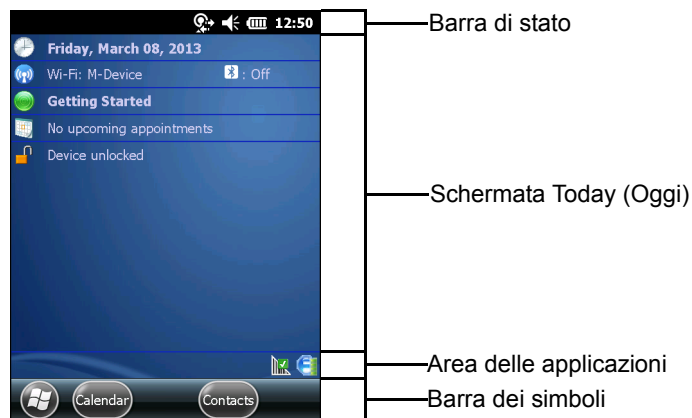 12:50
Barra di stato
Friday, March 08, 2013
Wi-Fi: M-Device : Off
Getting Started
No upcoming appointments
Device unlocked
Schermata Today (Oggi)
Area delle applicazioni
Calendar Contacts
Barra dei simboli